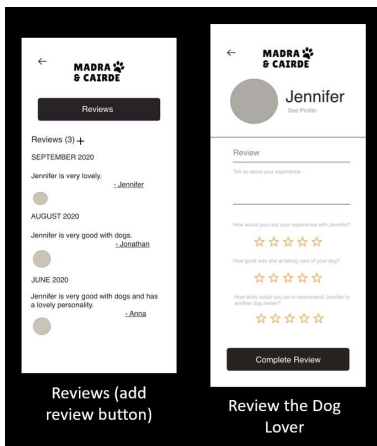 MADRA
& CAIRDE
Reviews
Reviews (3) +
SEPTEMBER 2020
Jennifer is very lovely.
- Jennifer
AUGUST 2020
Jennifer is very good with dogs.
- Jonathan
JUNE 2020
Jennifer is very good with dogs and has
a lovely personality.
- Anna
Reviews (add
review button)
MADRA
& CAIRDE
Jennifer
See Profile
Review
Tell us about your experience...
How would you rate your experience with Jennifer?
How good was she at taking care of your dog?
How likely would you be to recommend Jennifer to
another dog owner?
Complete Review
Review the Dog
Lover